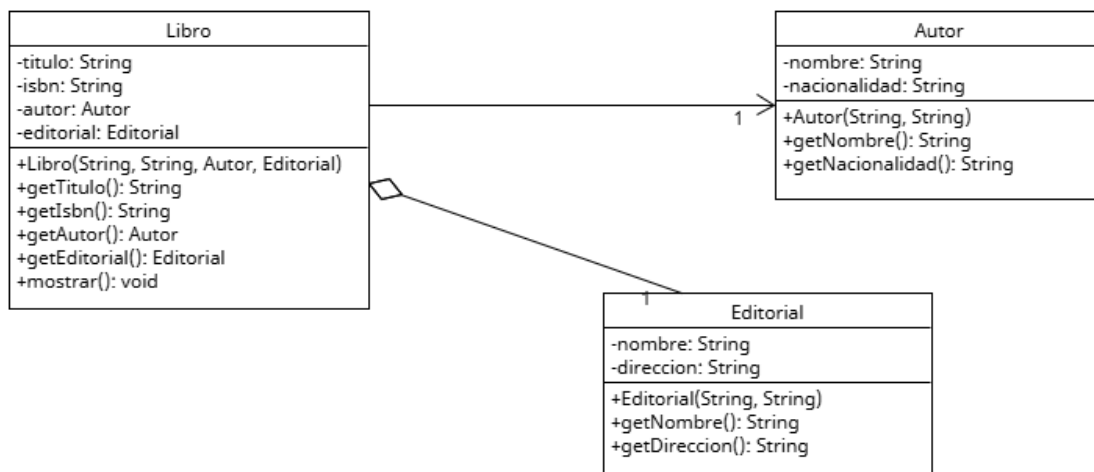 Libro
-titulo: String
-isbn: String
-autor: Autor
-editorial: Editorial
+Libro(String, String, Autor, Editorial)
+getTitulo(): String
+getIsbn(): String
+getAutor(): Autor
+getEditorial(): Editorial
+mostrar(): void
1
Autor
-nombre: String
-nacionalidad: String
+Autor(String, String)
+getNombre(): String
+getNacionalidad(): String
1
Editorial
-nombre: String
-direccion: String
+Editorial(String, String)
+getNombre(): String
+getDireccion(): String